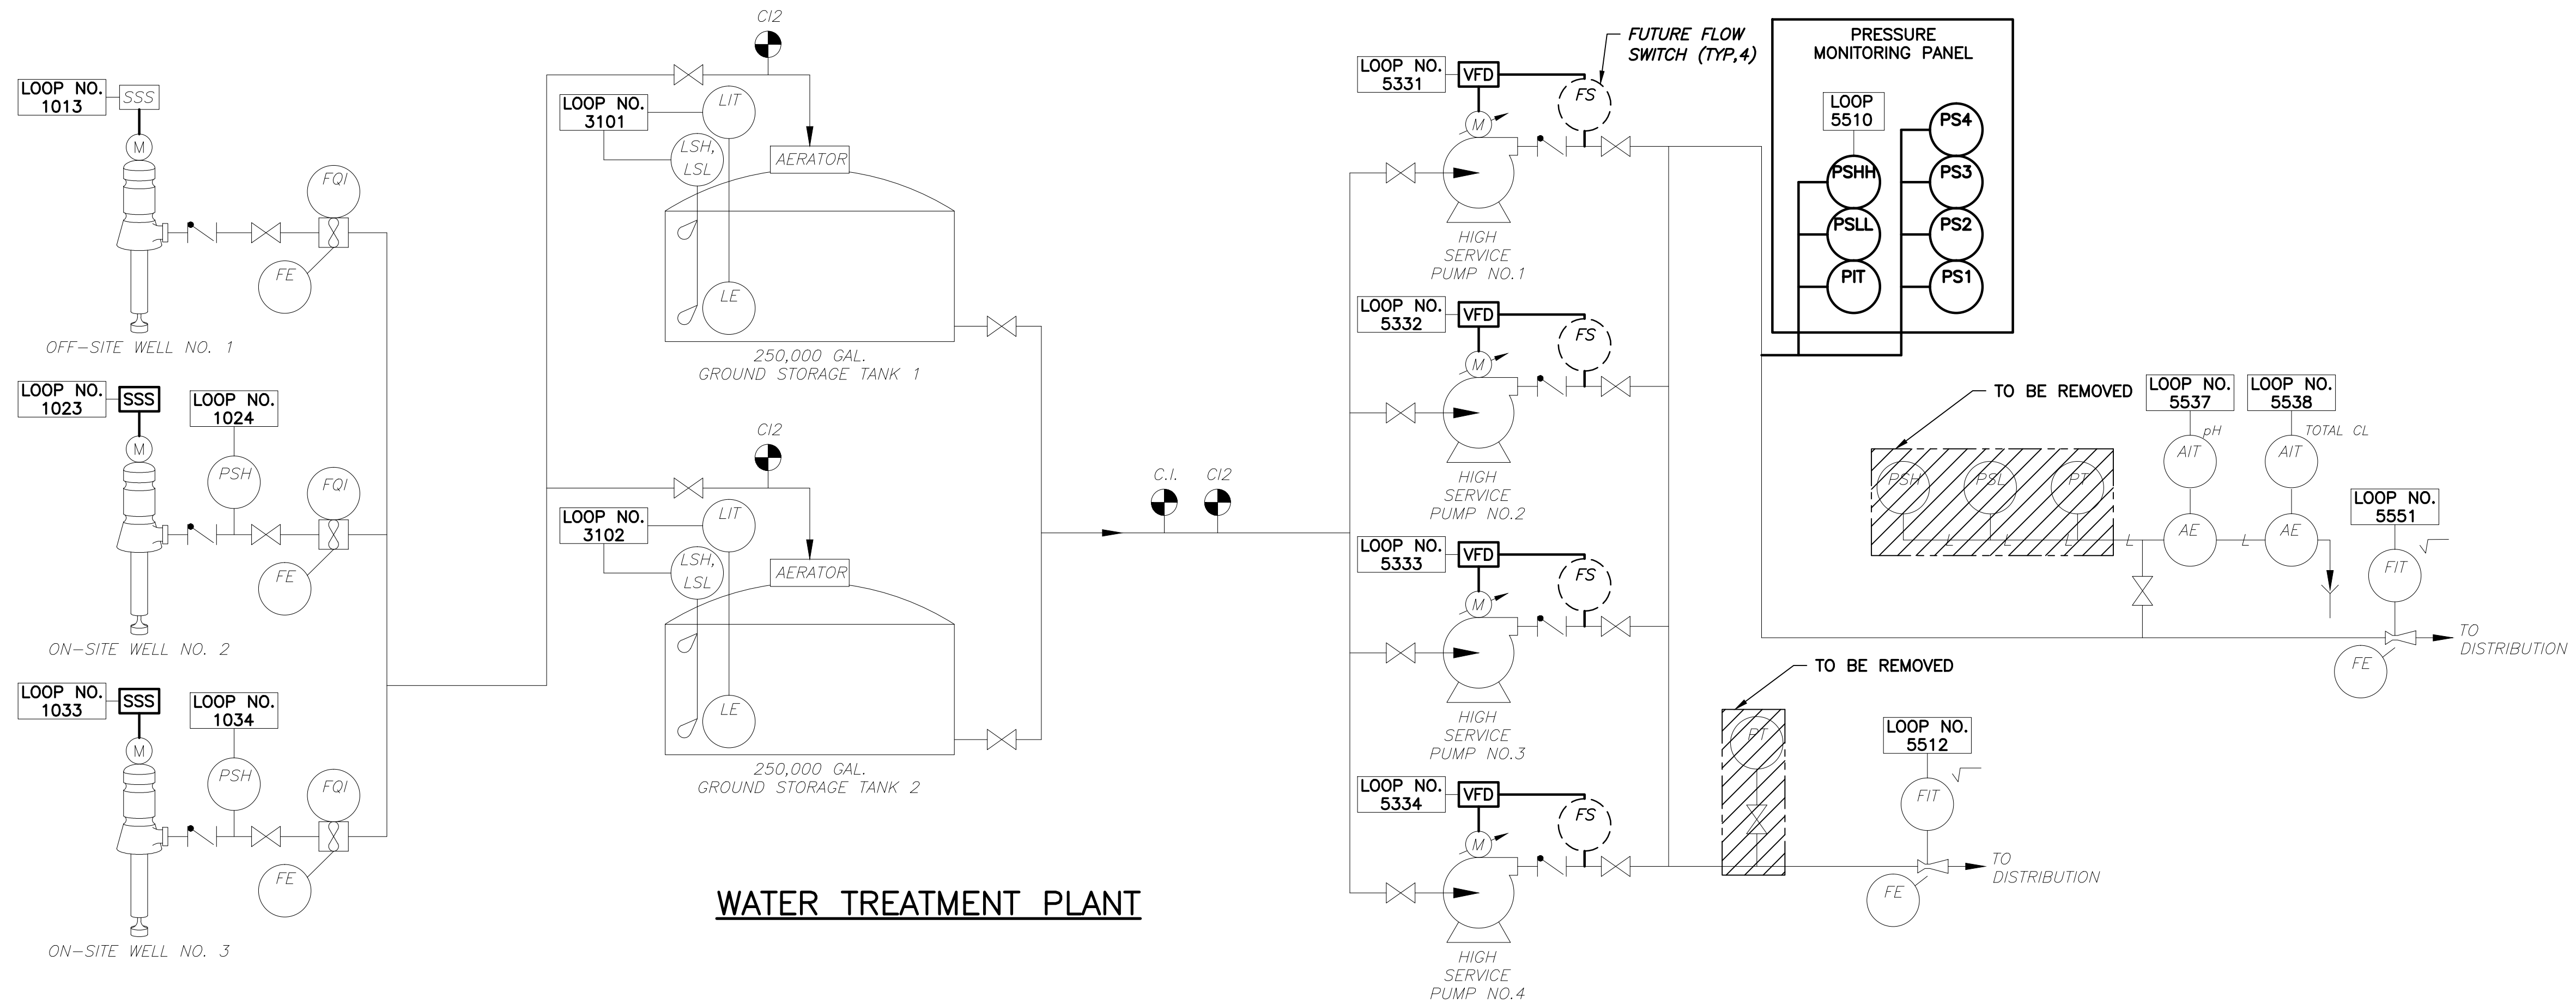 LOOP NO.
1013
SSS
M
FQI
FE
OFF-SITE WELL NO. 1
LOOP NO.
1023
SSS
LOOP NO.
1024
M
PSH
FQI
FE
ON-SITE WELL NO. 2
LOOP NO.
1033
SSS
LOOP NO.
1034
M
PSH
FQI
FE
ON-SITE WELL NO. 3
Cl2
LOOP NO.
3101
LIT
LSH,
LSL
AERATOR
LE
250,000 GAL.
GROUND STORAGE TANK 1
Cl2
LOOP NO.
3102
LIT
LSH,
LSL
AERATOR
LE
250,000 GAL.
GROUND STORAGE TANK 2
C.I.
Cl2
WATER TREATMENT PLANT
LOOP NO.
5331
VFD
M
FS
FUTURE FLOW
SWITCH (TYP,4)
HIGH
SERVICE
PUMP NO.1
LOOP NO.
5332
VFD
M
FS
HIGH
SERVICE
PUMP NO.2
LOOP NO.
5333
VFD
M
FS
HIGH
SERVICE
PUMP NO.3
LOOP NO.
5334
VFD
M
FS
HIGH
SERVICE
PUMP NO.4
PRESSURE
MONITORING PANEL
LOOP
5510
PSHH
PSLL
PIT
PS4
PS3
PS2
PS1
TO BE REMOVED
PSH
PSL
PT
L
L
L
L
LOOP NO.
5537
pH
AIT
AE
L
LOOP NO.
5538
TOTAL CL
AIT
AE
LOOP NO.
5551
FIT
FE
TO
DISTRIBUTION
TO BE REMOVED
PT
LOOP NO.
5512
FIT
FE
TO
DISTRIBUTION